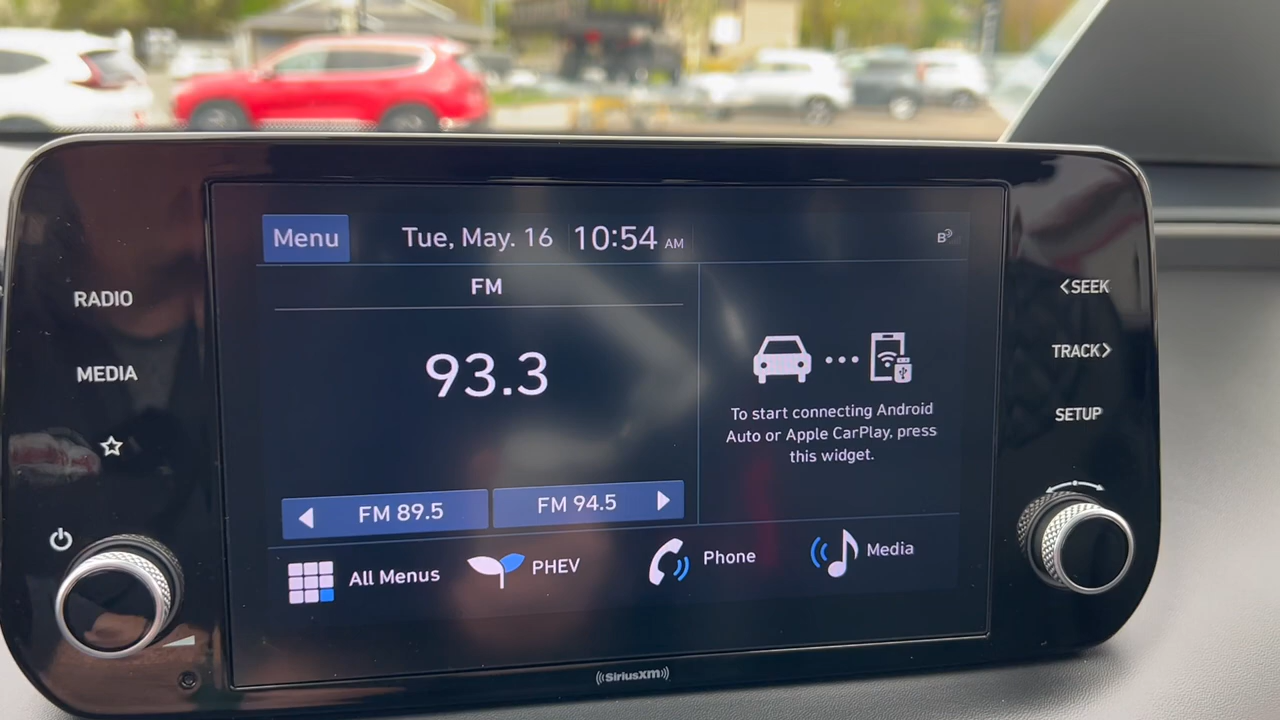 Menu
Tue, May. 16
10:54 AM
B
FM
93.3
To start connecting Android
Auto or Apple CarPlay, press
this widget.
FM 89.5
FM 94.5
All Menus
PHEV
Phone
Media
RADIO
MEDIA
<SEEK
TRACK>
SETUP
((SiriusXM))